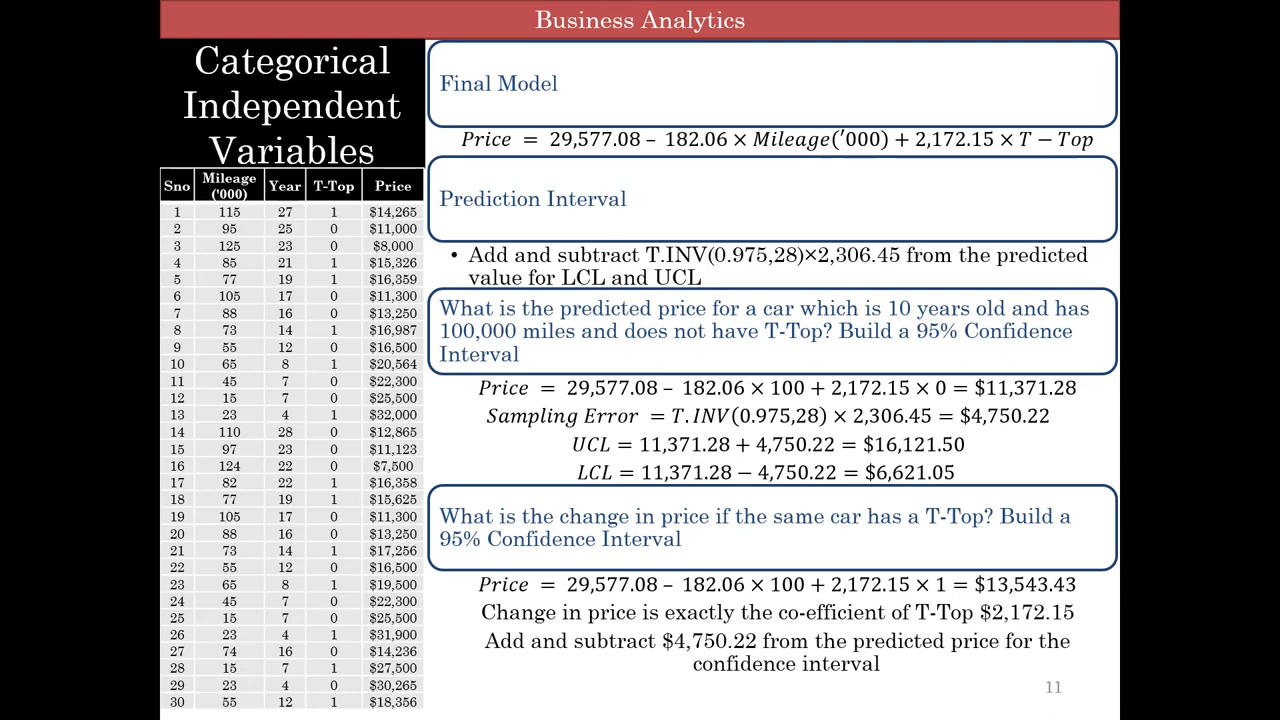 Business Analytics
Categorical
Independent
Variables
Sno Mileage ('000) Year T-Top Price
1 115 27 1 $14,265
2 95 25 0 $11,000
3 125 23 0 $8,000
4 85 21 1 $15,326
5 77 19 1 $16,359
6 105 17 0 $11,300
7 88 16 0 $13,250
8 73 14 1 $16,987
9 55 12 0 $16,500
10 65 8 1 $20,564
11 45 7 0 $22,300
12 15 7 0 $25,500
13 23 4 1 $32,000
14 110 28 0 $12,865
15 97 23 0 $11,123
16 124 22 0 $7,500
17 82 22 1 $16,358
18 77 19 1 $15,625
19 105 17 0 $11,300
20 88 16 0 $13,250
21 73 14 1 $17,256
22 55 12 0 $16,500
23 65 8 1 $19,500
24 45 7 0 $22,300
25 15 7 0 $25,500
26 23 4 1 $31,900
27 74 16 0 $14,236
28 15 7 1 $27,500
29 23 4 0 $30,265
30 55 12 1 $18,356
Final Model
Price = 29,577.08 – 182.06 × Mileage('000) + 2,172.15 × T − Top
Prediction Interval
• Add and subtract T.INV(0.975,28)×2,306.45 from the predicted
value for LCL and UCL
What is the predicted price for a car which is 10 years old and has
100,000 miles and does not have T-Top? Build a 95% Confidence
Interval
Price = 29,577.08 – 182.06 × 100 + 2,172.15 × 0 = $11,371.28
Sampling Error = T.INV(0.975,28) × 2,306.45 = $4,750.22
UCL = 11,371.28 + 4,750.22 = $16,121.50
LCL = 11,371.28 − 4,750.22 = $6,621.05
What is the change in price if the same car has a T-Top? Build a
95% Confidence Interval
Price = 29,577.08 – 182.06 × 100 + 2,172.15 × 1 = $13,543.43
Change in price is exactly the co-efficient of T-Top $2,172.15
Add and subtract $4,750.22 from the predicted price for the
confidence interval
11